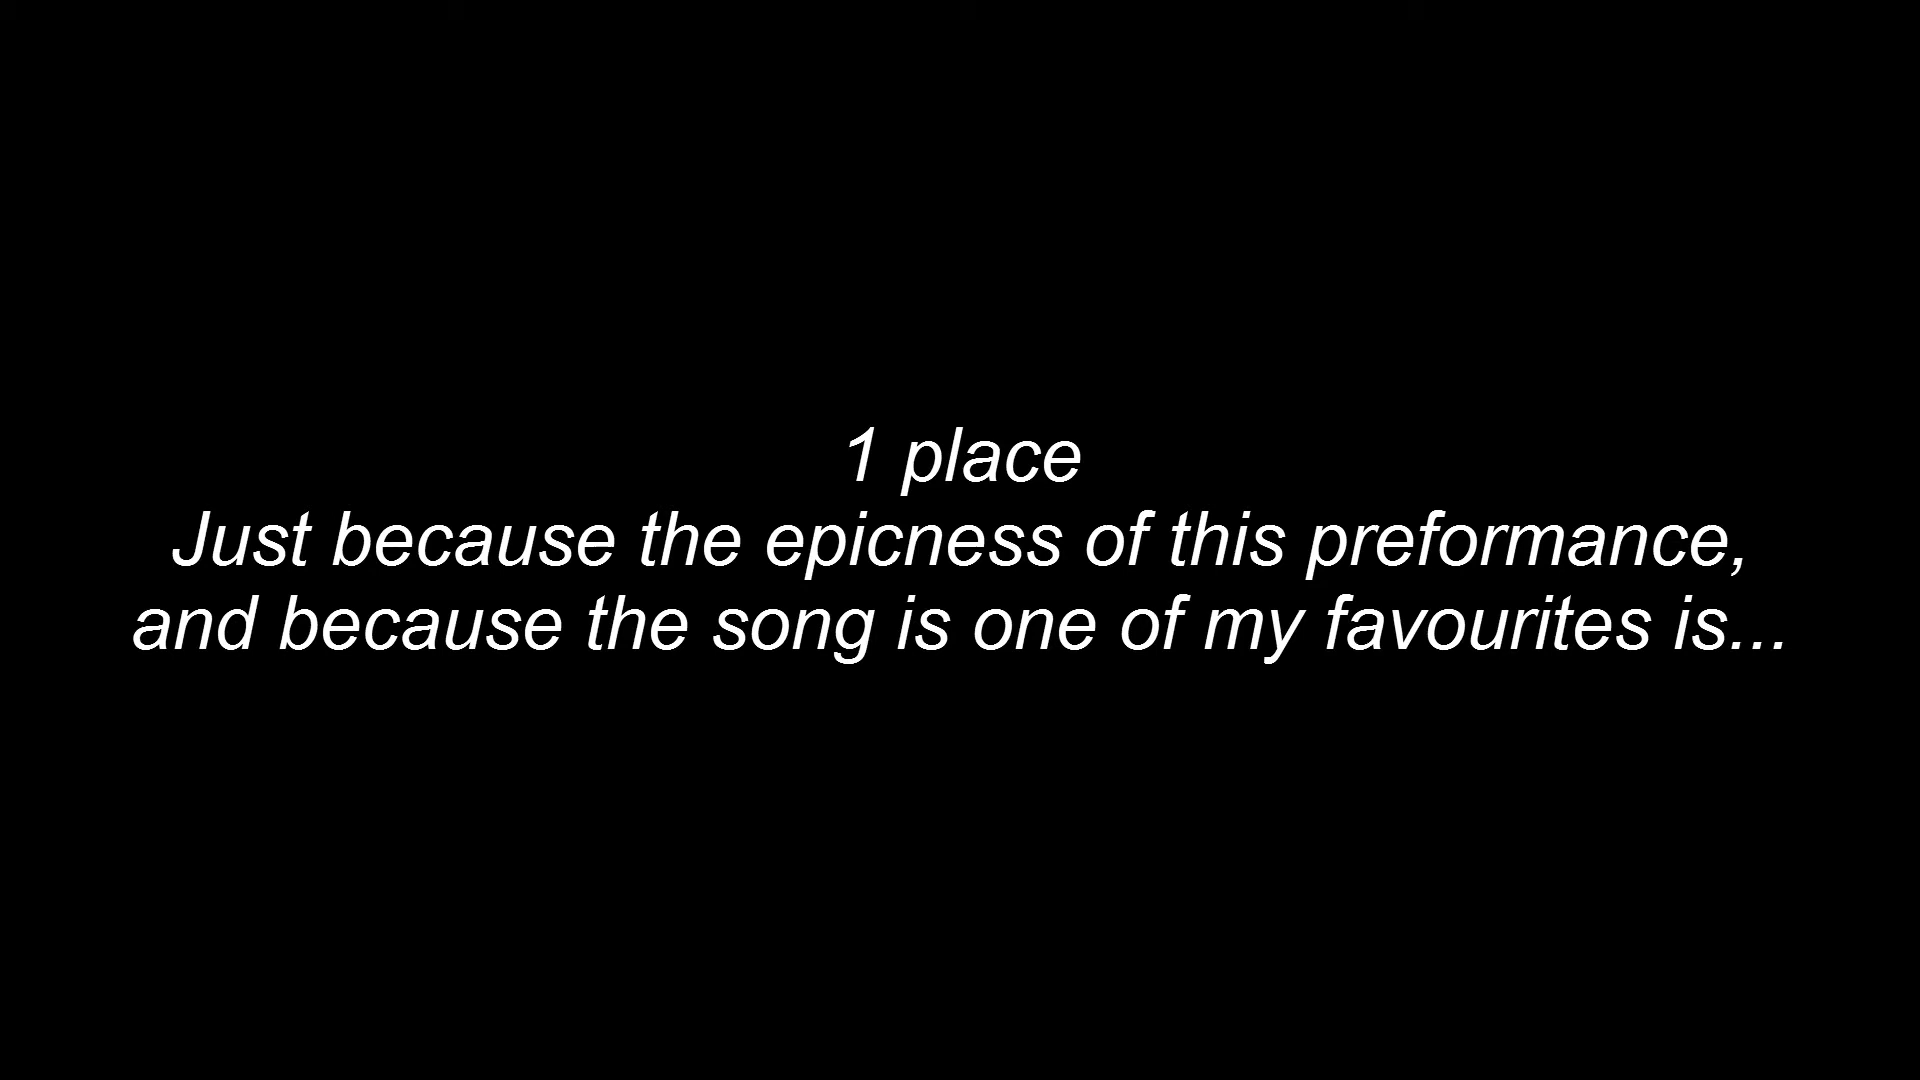 1 place
Just because the epicness of this preformance,
and because the song is one of my favourites is...